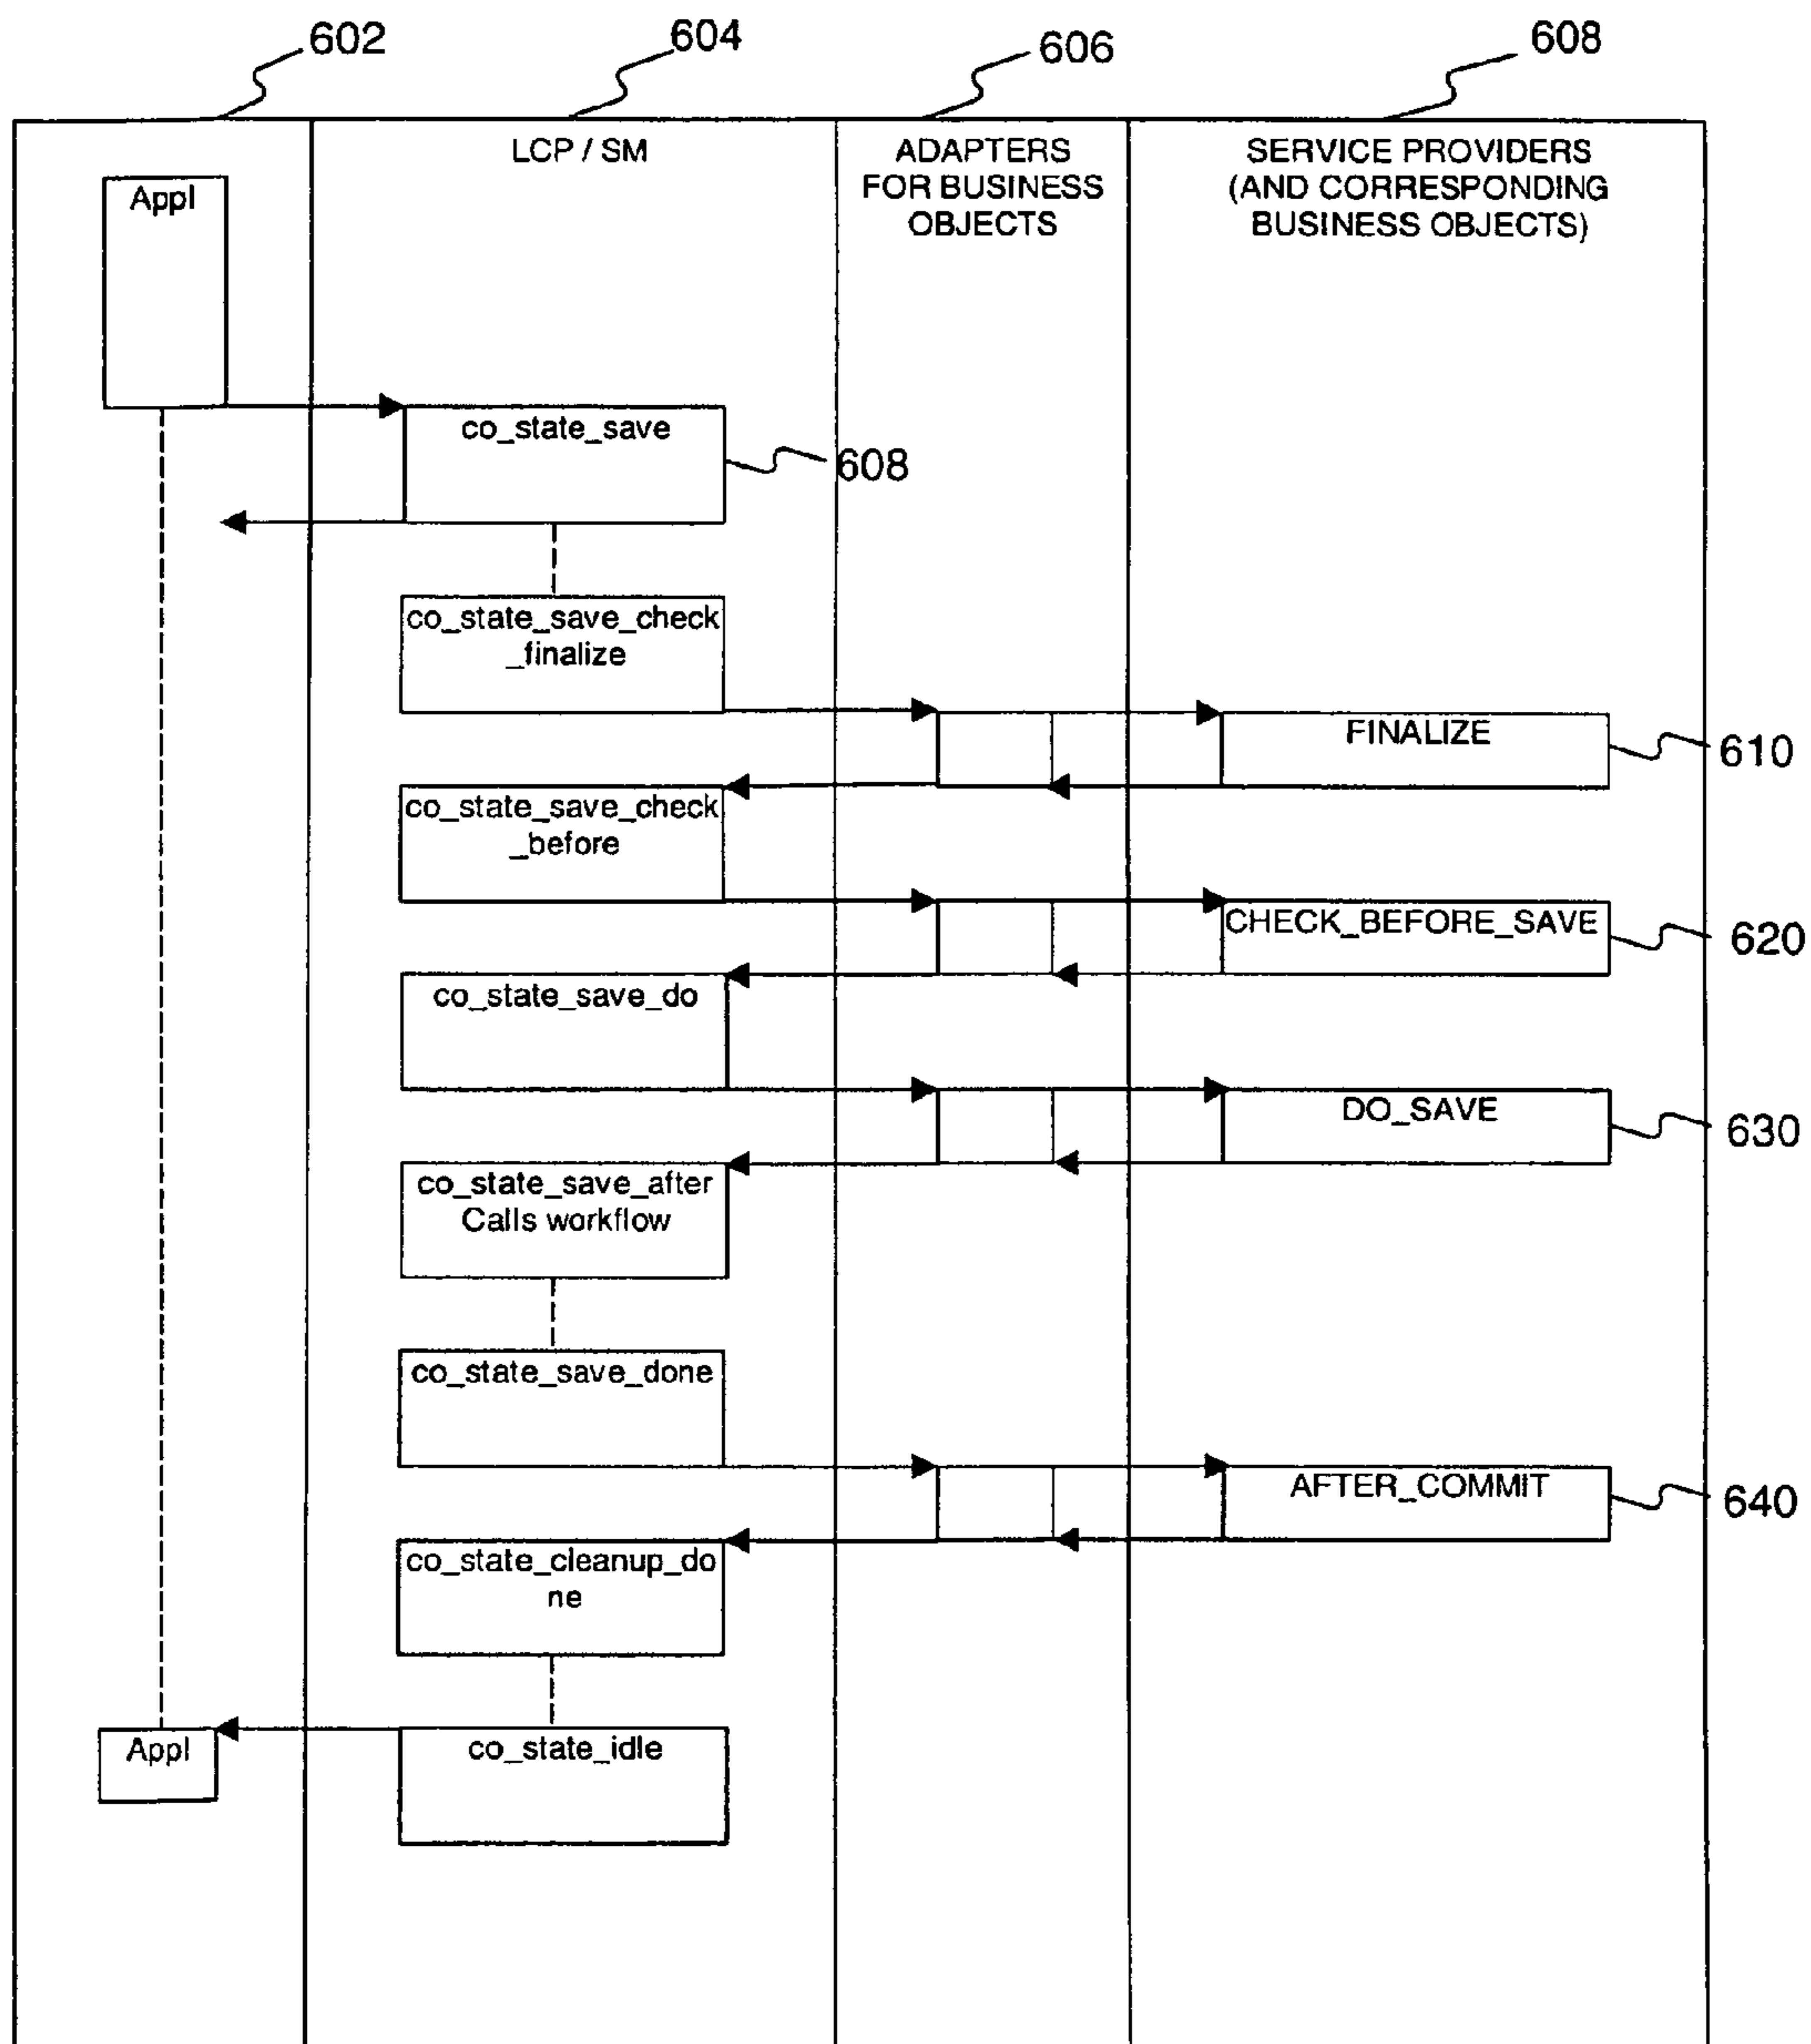 602
604
606
608
LCP / SM
ADAPTERS
FOR BUSINESS
OBJECTS
SERVICE PROVIDERS
(AND CORRESPONDING
BUSINESS OBJECTS)
Appl
co_state_save
608
co_state_save_check
_finalize
FINALIZE
610
co_state_save_check
_before
CHECK_BEFORE_SAVE
620
co_state_save_do
DO_SAVE
630
co_state_save_after
Calls workflow
co_state_save_done
AFTER_COMMIT
640
co_state_cleanup_do
ne
Appl
co_state_idle